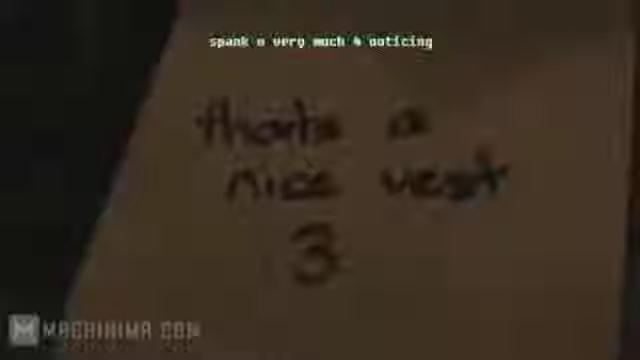 spank u very much 4 noticing
thats a
nice vest
3
MACHINIMA.COM